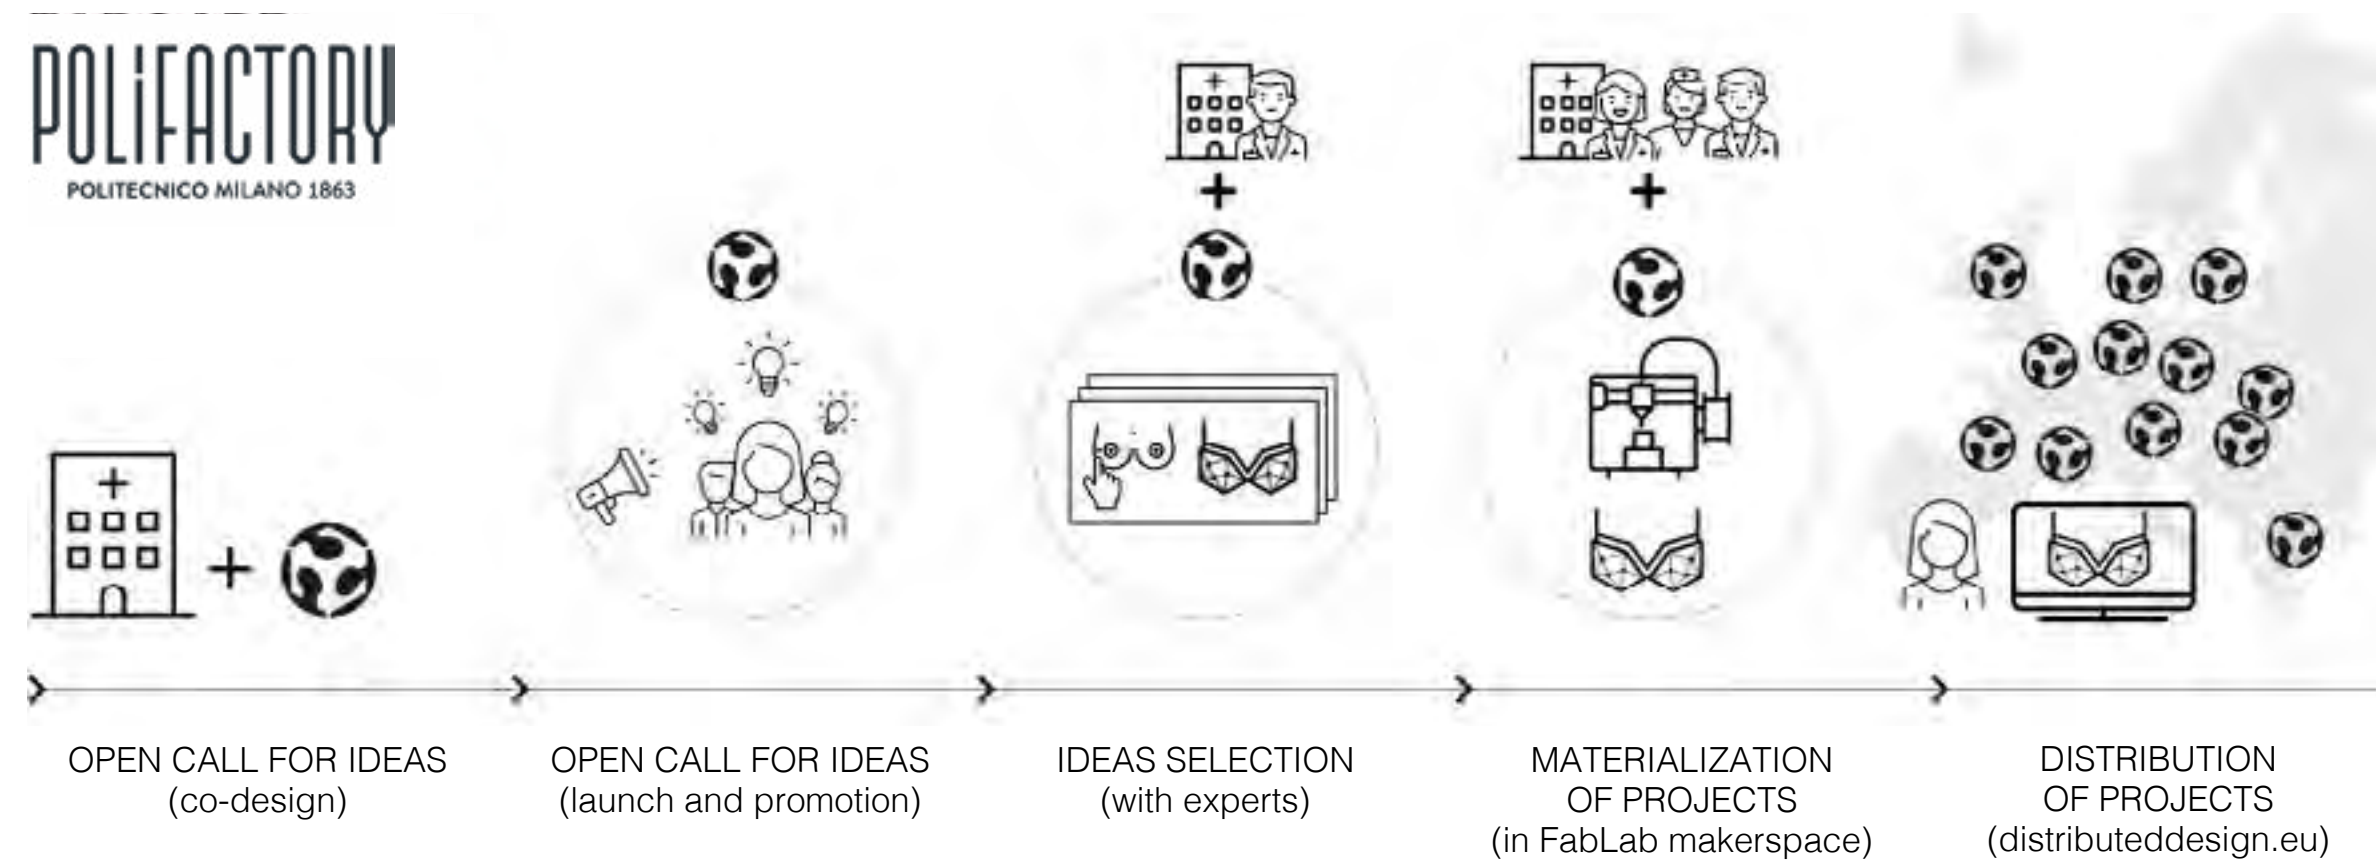 POLiFACTORY
POLITECNICO MILANO 1863
OPEN CALL FOR IDEAS
(co-design)
OPEN CALL FOR IDEAS
(launch and promotion)
IDEAS SELECTION
(with experts)
MATERIALIZATION
OF PROJECTS
(in FabLab makerspace)
DISTRIBUTION
OF PROJECTS
(distributeddesign.eu)